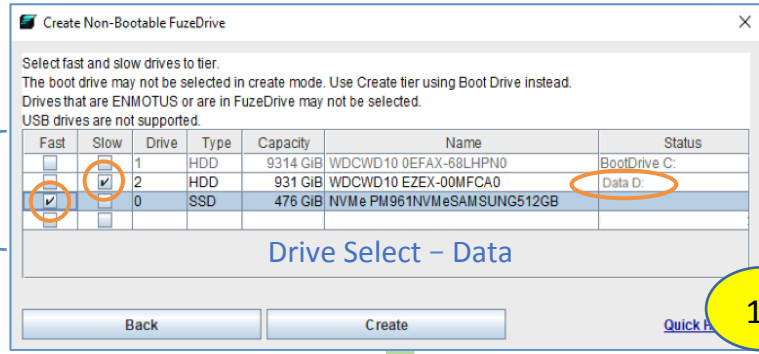 Create Non-Bootable FuzeDrive
Select fast and slow drives to tier.
The boot drive may not be selected in create mode. Use Create tier using Boot Drive instead.
Drives that are ENMOTUS or are in FuzeDrive may not be selected.
USB drives are not supported.
Fast Slow Drive Type Capacity Name Status
1 HDD 9314 GiB WDCWD10 0EFAX-68LHPN0 BootDrive C:
2 HDD 931 GiB WDCWD10 EZEX-00MFCA0 Data D:
0 SSD 476 GiB NVMe PM961NVMeSAMSUNG512GB
Drive Select – Data
Back Create Quick
1